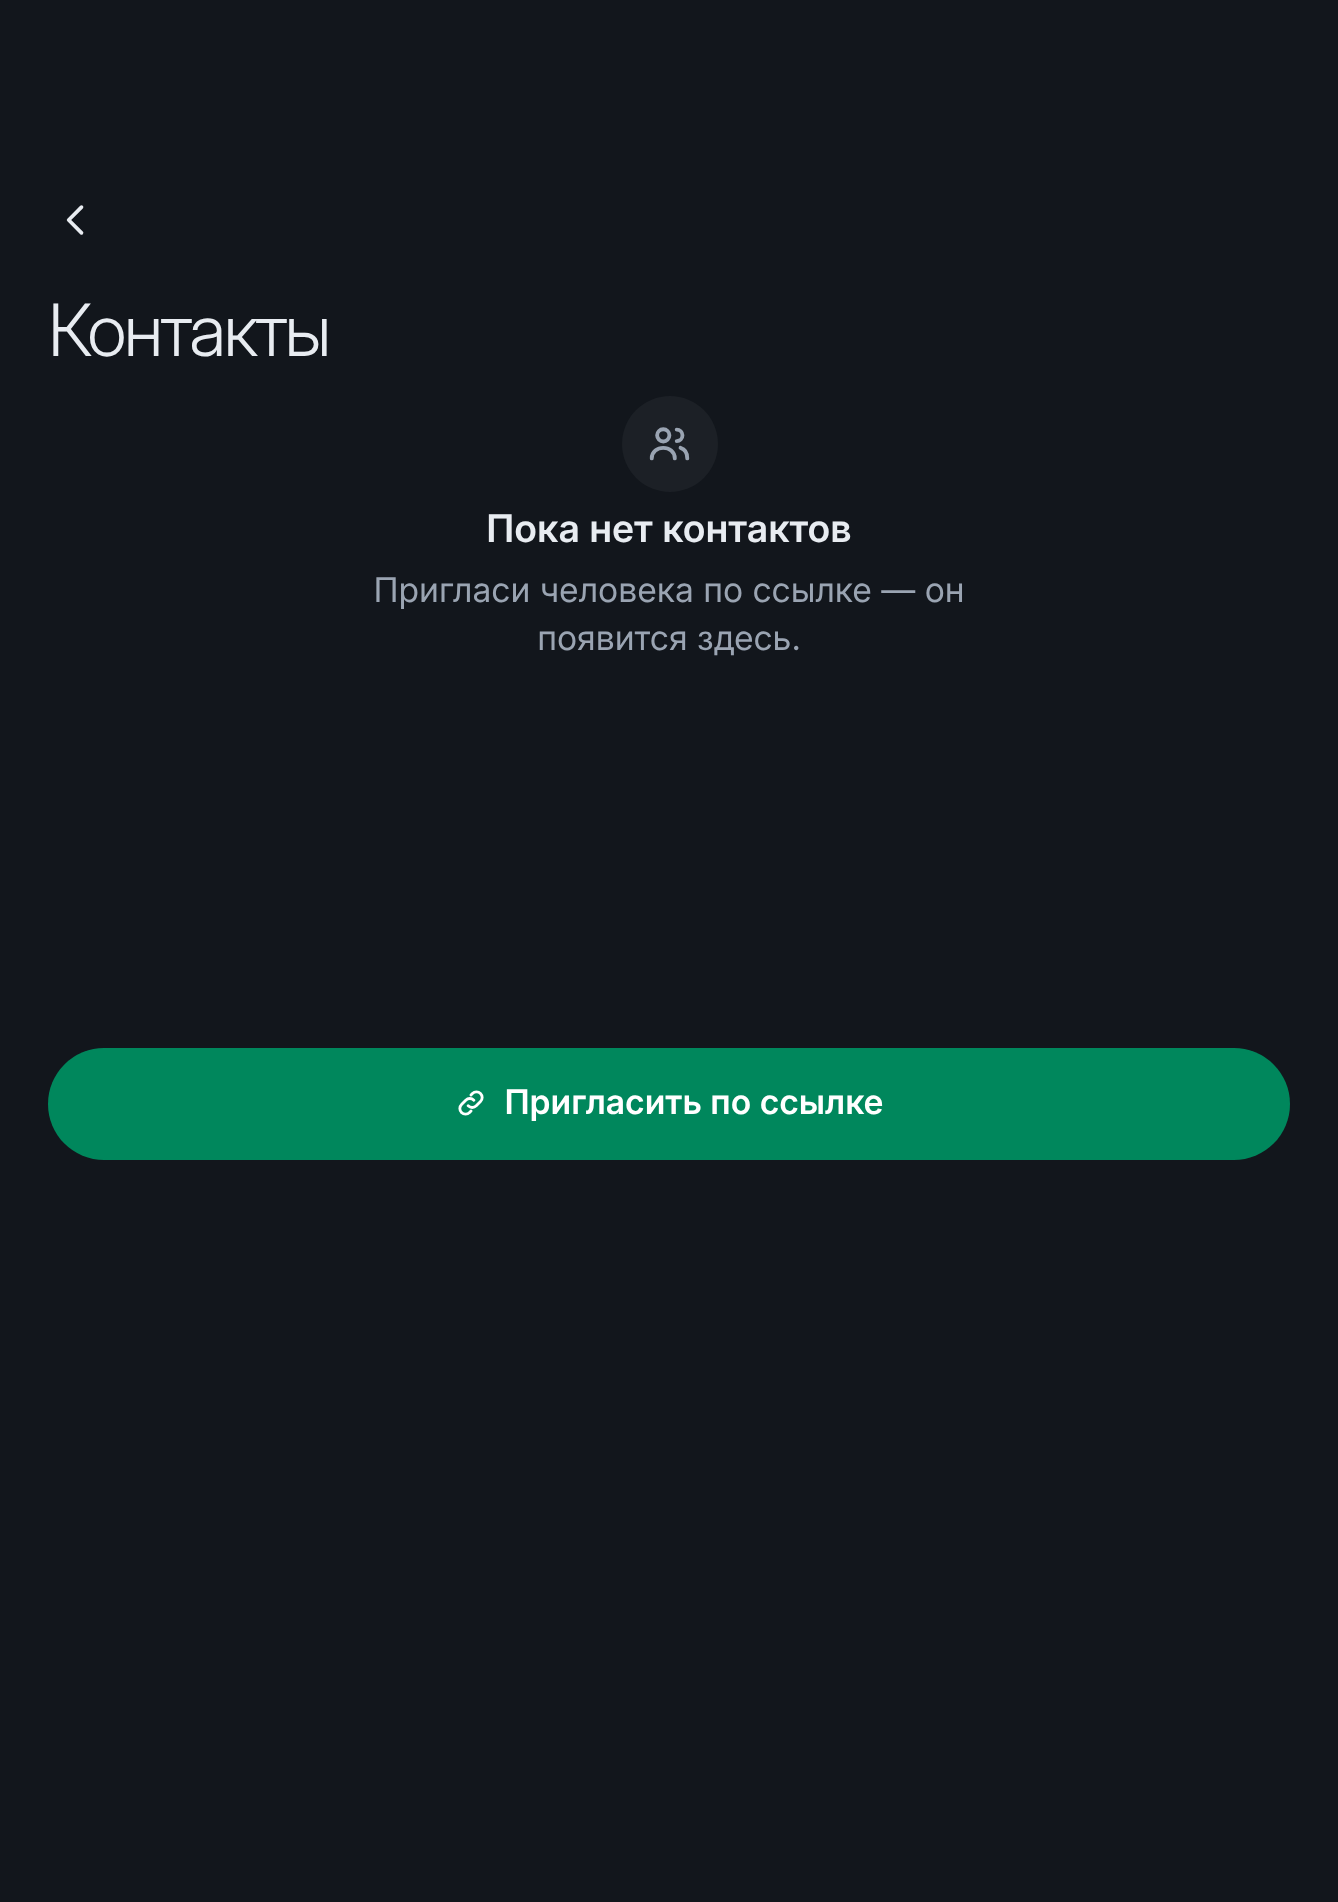 Контакты
Пока нет контактов
Пригласи человека по ссылке — он
появится здесь.
Пригласить по ссылке